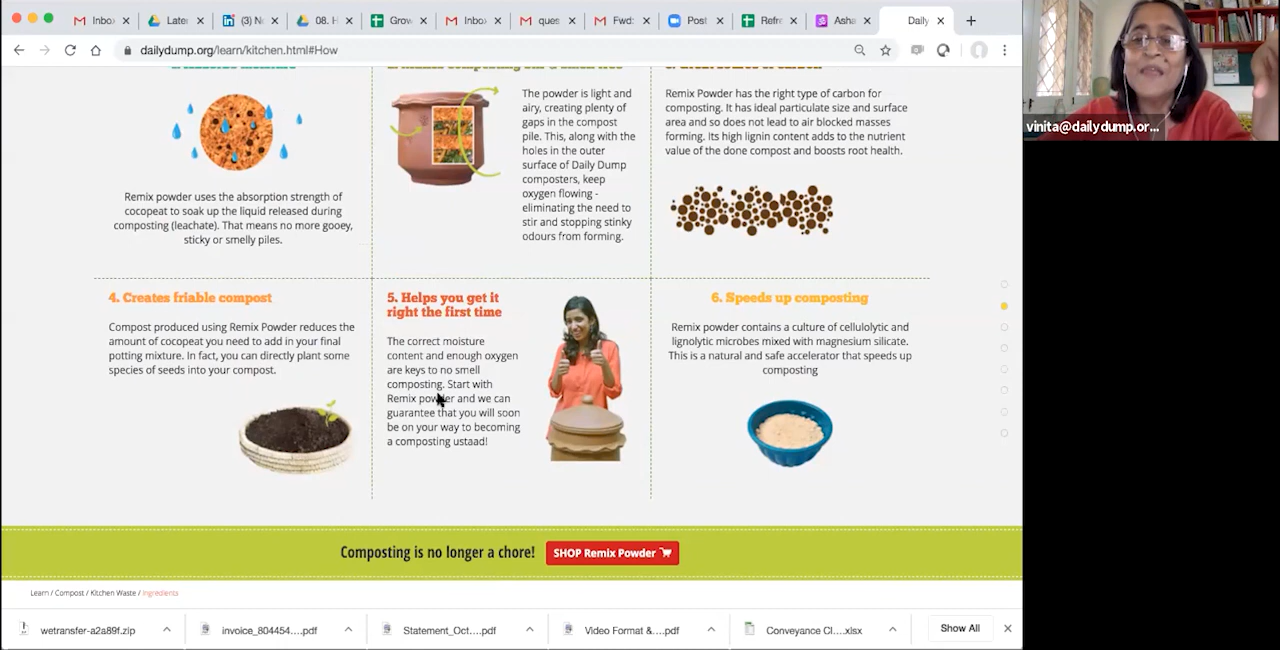 Inbo
Late
(3) N
08. H
Grow
Inbo
ques
Fwd:
Post
Refr
Asha
Daily
dailydump.org/learn/kitchen.html#How
vinita@dailydump.or...
Remix powder uses the absorption strength of
cocopeat to soak up the liquid released during
composting (leachate). That means no more gooey,
sticky or smelly piles.
The powder is light and
airy, creating plenty of
gaps in the compost
pile. This, along with the
holes in the outer
surface of Daily Dump
composters, keep
oxygen flowing -
eliminating the need to
stir and stopping stinky
odours from forming.
Remix Powder has the right type of carbon for
composting. It has ideal particulate size and surface
area and so does not lead to air blocked masses
forming. Its high lignin content adds to the nutrient
value of the done compost and boosts root health.
4. Creates friable compost
Compost produced using Remix Powder reduces the
amount of cocopeat you need to add in your final
potting mixture. In fact, you can directly plant some
species of seeds into your compost.
5. Helps you get it
right the first time
The correct moisture
content and enough oxygen
are keys to no smell
composting. Start with
Remix powder and we can
guarantee that you will soon
be on your way to becoming
a composting ustaad!
6. Speeds up composting
Remix powder contains a culture of cellulolytic and
lignolytic microbes mixed with magnesium silicate.
This is a natural and safe accelerator that speeds up
composting
Composting is no longer a chore!
SHOP Remix Powder
Learn / Compost / Kitchen Waste / Ingredients
wetransfer-a2a89f.zip
invoice_804454....pdf
Statement_Oct....pdf
Video Format &....pdf
Conveyance Cl....xlsx
Show All